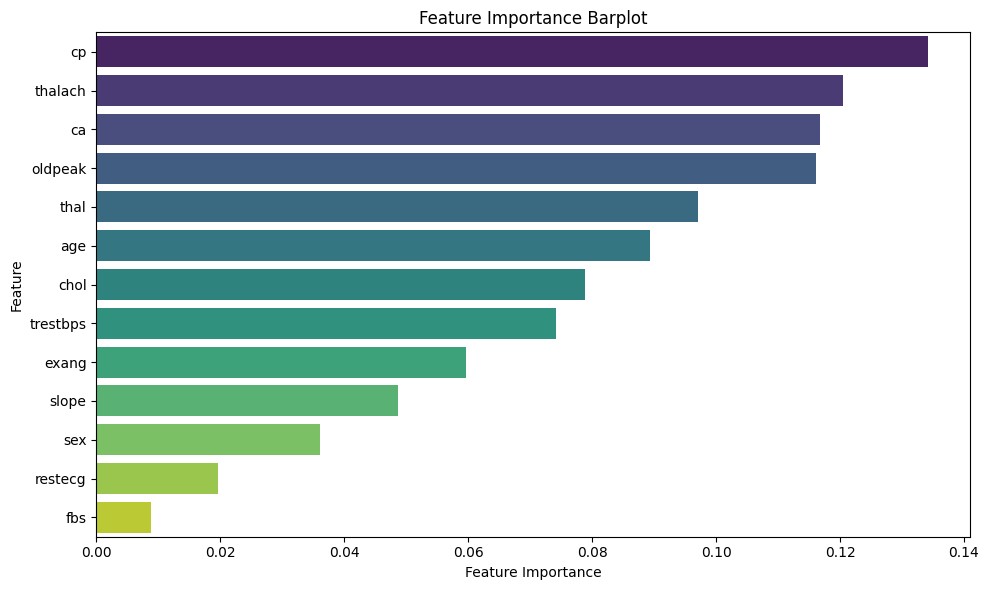 Feature Importance Barplot
Feature
cp
thalach
ca
oldpeak
thal
age
chol
trestbps
exang
slope
sex
restecg
fbs
0.00 0.02 0.04 0.06 0.08 0.10 0.12 0.14
Feature Importance